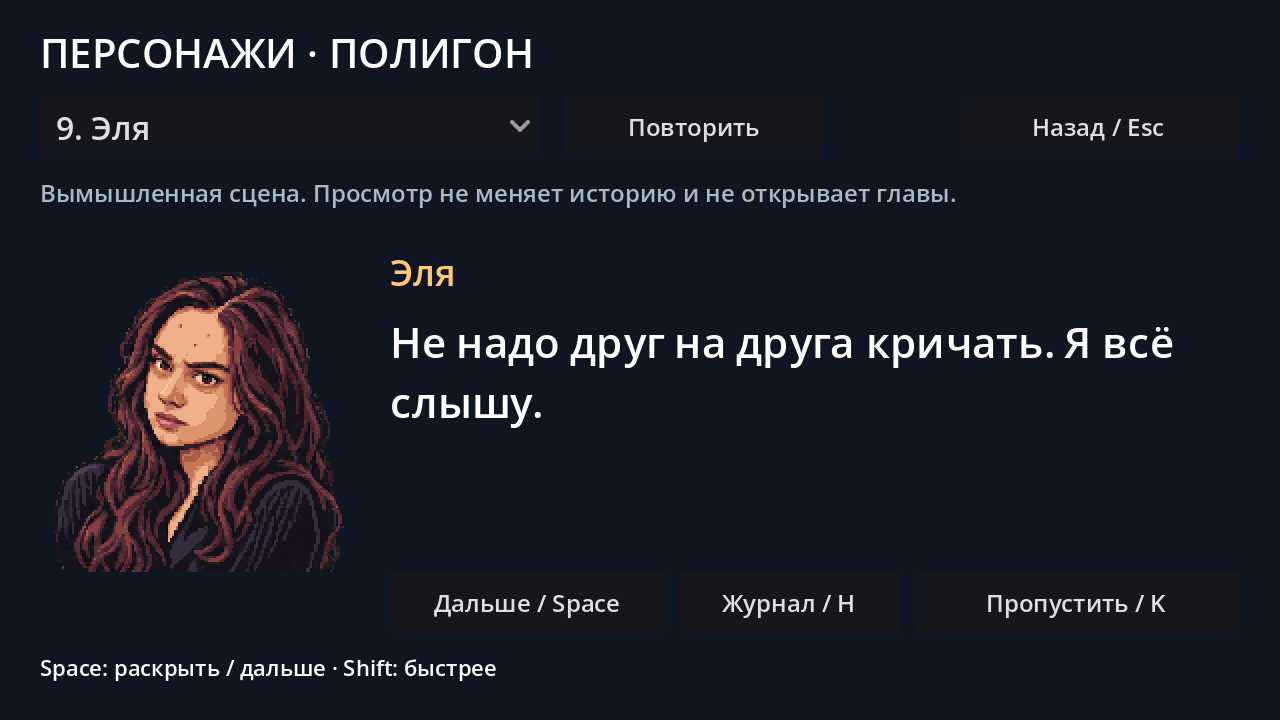 ПЕРСОНАЖИ · ПОЛИГОН
9. Эля
Повторить
Назад / Esc
Вымышленная сцена. Просмотр не меняет историю и не открывает главы.
Эля
Не надо друг на друга кричать. Я всё
слышу.
Дальше / Space
Журнал / H
Пропустить / K
Space: раскрыть / дальше · Shift: быстрее